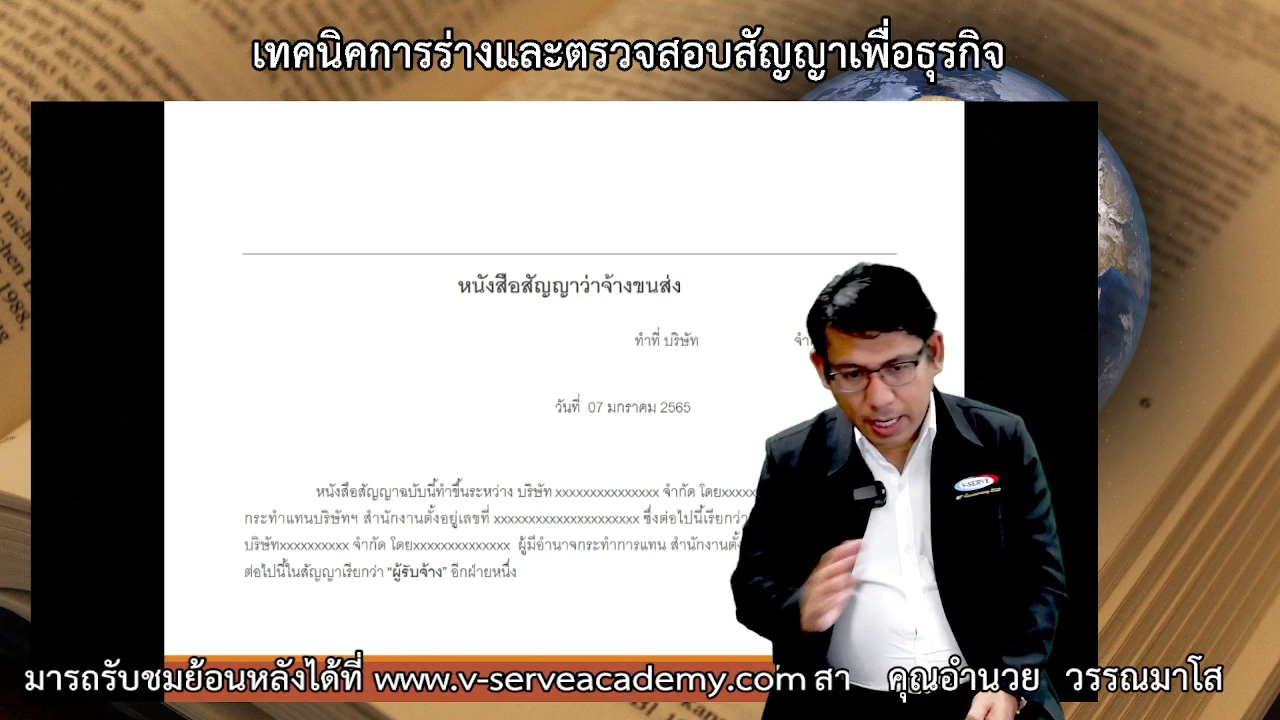 เทคนิคการร่างและตรวจสอบสัญญาเพื่อธุรกิจ
หนังสือสัญญาว่าจ้างขนส่ง
ทำที่ บริษัท
วันที่ 07 มกราคม 2565
หนังสือสัญญาฉบับนี้ทำขึ้นระหว่าง บริษัท xxxxxxxxxxxxxxx จำกัด โดยxxxxx
กระทำแทนบริษัทฯ สำนักงานตั้งอยู่เลขที่ xxxxxxxxxxxxxxxxxxxxx ซึ่งต่อไปนี้เรียกว่า
บริษัทxxxxxxxxxx จำกัด โดยxxxxxxxxxxxxxx ผู้มีอำนาจกระทำการแทน สำนักงานตั้ง
ต่อไปนี้ในสัญญาเรียกว่า “ผู้รับจ้าง” อีกฝ่ายหนึ่ง
V-SERVE
มารถรับชมย้อนหลังได้ที่ www.v-serveacademy.com สา คุณอำนวย วรรณมาโส